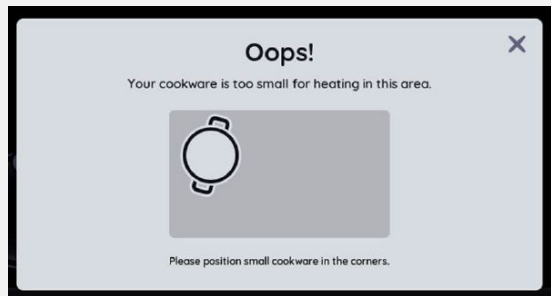 Oops!
Your cookware is too small for heating in this area.
Please position small cookware in the corners.